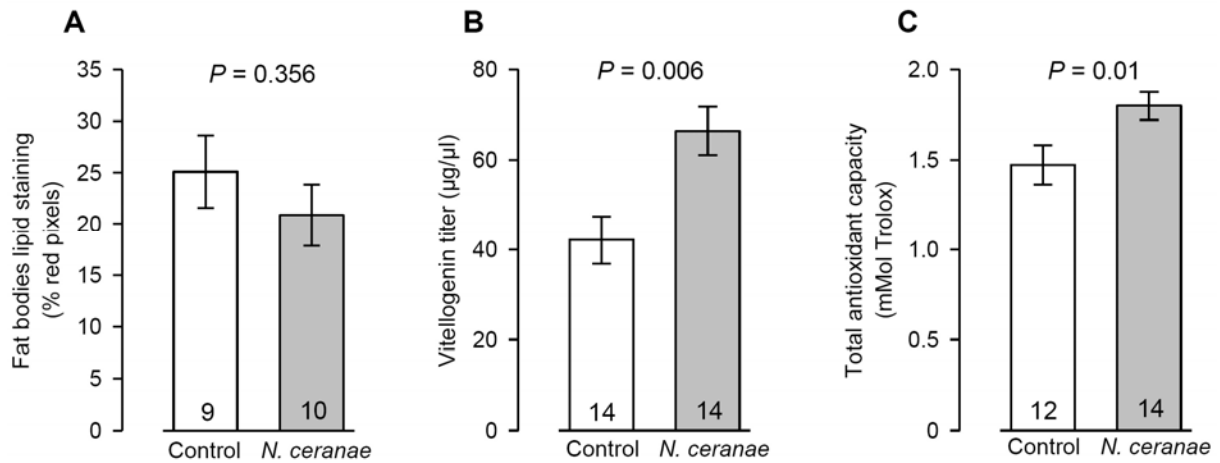 A
P = 0.356
Fat bodies lipid staining
(% red pixels)
35
30
25
20
15
10
5
0
9
10
Control
N. ceranae
B
P = 0.006
Vitellogenin titer (µg/µl)
80
60
40
20
0
14
14
Control
N. ceranae
C
P = 0.01
Total antioxidant capacity
(mMol Trolox)
2.0
1.5
1.0
0.5
0
12
14
Control
N. ceranae